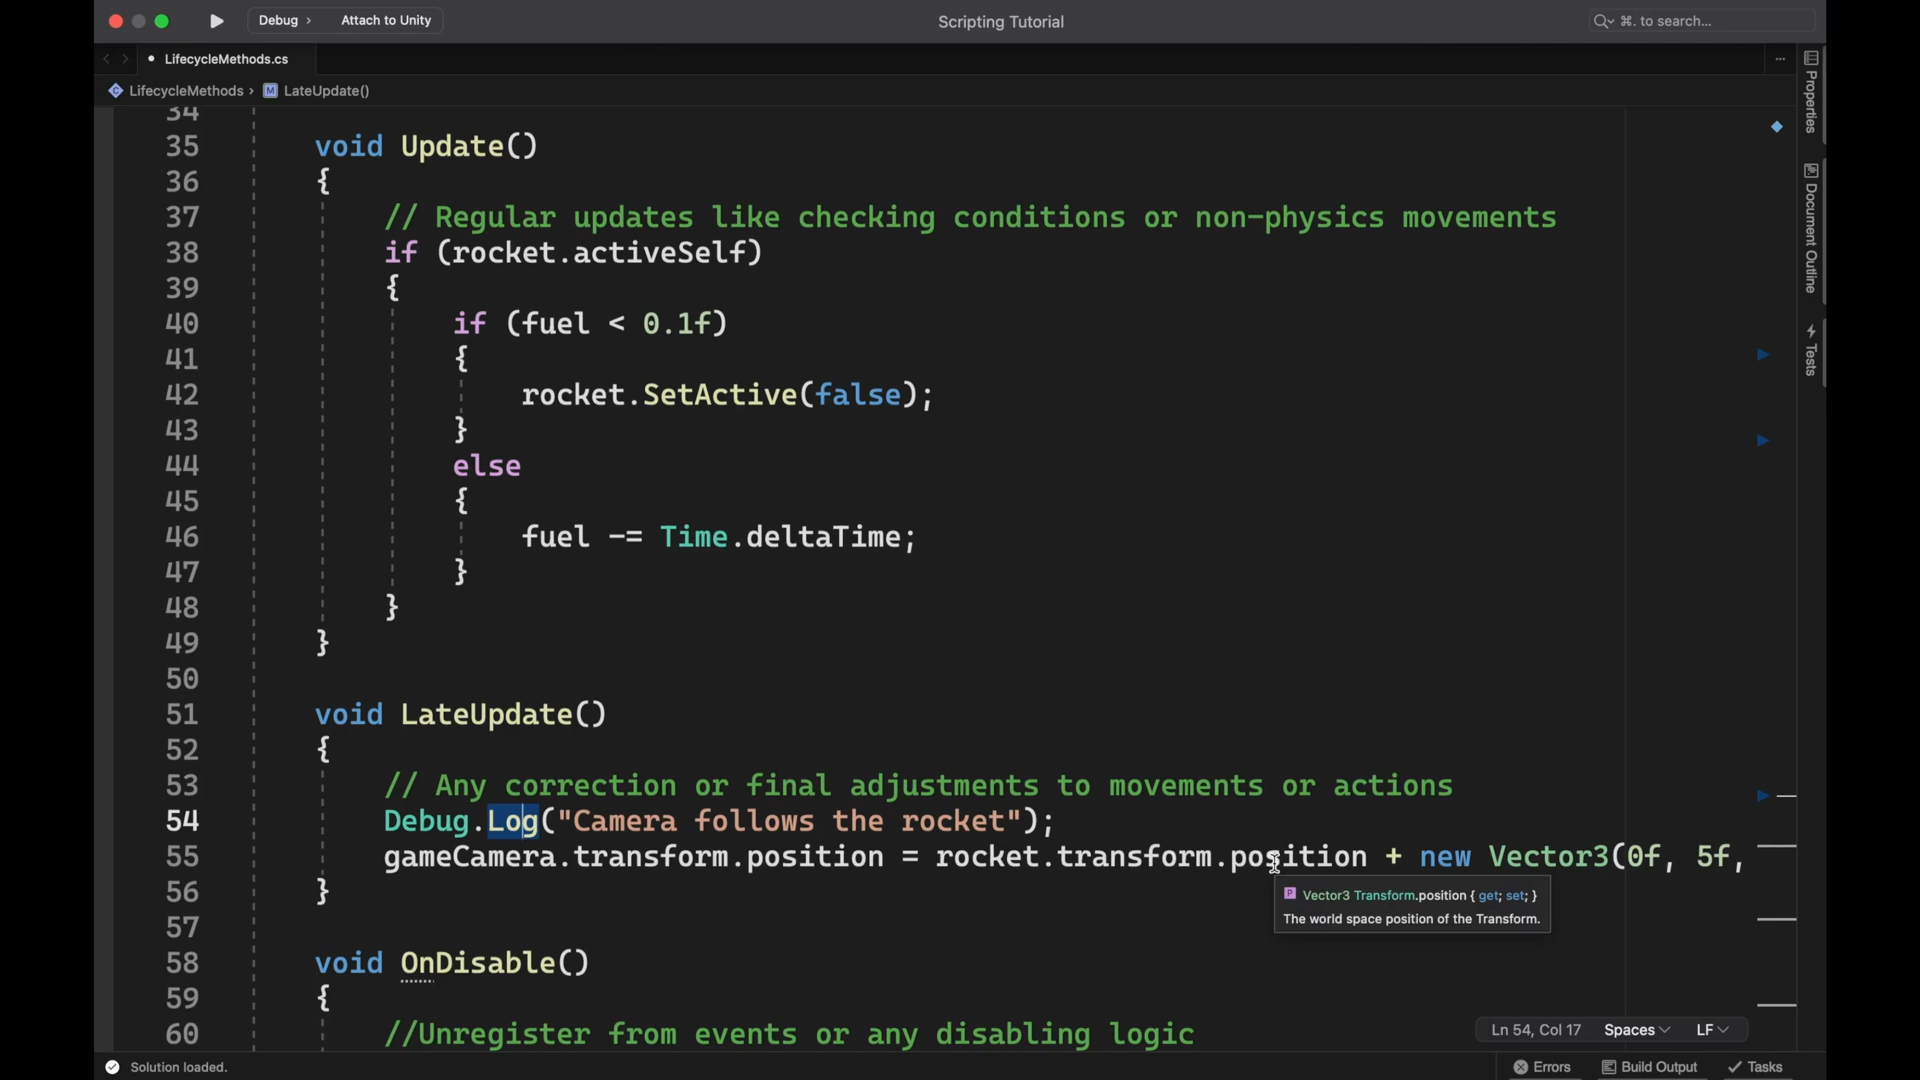 Debug › Attach to Unity
Scripting Tutorial
⌘. to search...
LifecycleMethods.cs
LifecycleMethods › M LateUpdate()
34
35 void Update()
36 {
37 // Regular updates like checking conditions or non-physics movements
38 if (rocket.activeSelf)
39 {
40 if (fuel < 0.1f)
41 {
42 rocket.SetActive(false);
43 }
44 else
45 {
46 fuel -= Time.deltaTime;
47 }
48 }
49 }
50
51 void LateUpdate()
52 {
53 // Any correction or final adjustments to movements or actions
54 Debug.Log("Camera follows the rocket");
55 gameCamera.transform.position = rocket.transform.position + new Vector3(0f, 5f,
56 }
P Vector3 Transform.position { get; set; }
The world space position of the Transform.
57
58 void OnDisable()
59 {
60 //Unregister from events or any disabling logic
Properties
Document Outline
Tests
Ln 54, Col 17 Spaces LF
Solution loaded.
Errors Build Output Tasks